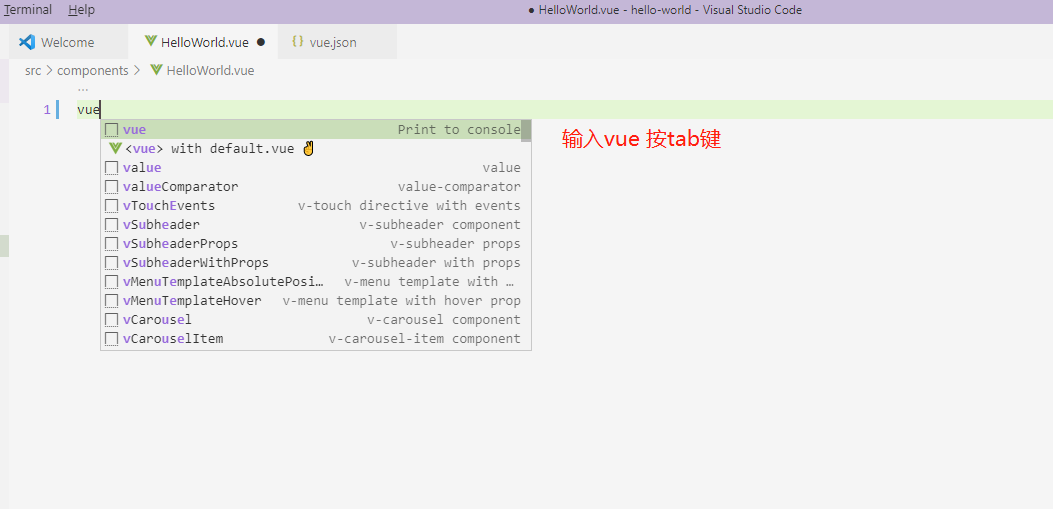 Terminal Help ● HelloWorld.vue - hello-world - Visual Studio Code
Welcome HelloWorld.vue ● {} vue.json
src > components > HelloWorld.vue
...
1 vue
vue Print to console
<vue> with default.vue ✌
value value
valueComparator value-comparator
vTouchEvents v-touch directive with events
vSubheader v-subheader component
vSubheaderProps v-subheader props
vSubheaderWithProps v-subheader with props
vMenuTemplateAbsolutePosi… v-menu template with …
vMenuTemplateHover v-menu template with hover prop
vCarousel v-carousel component
vCarouselItem v-carousel-item component
输入vue 按tab键